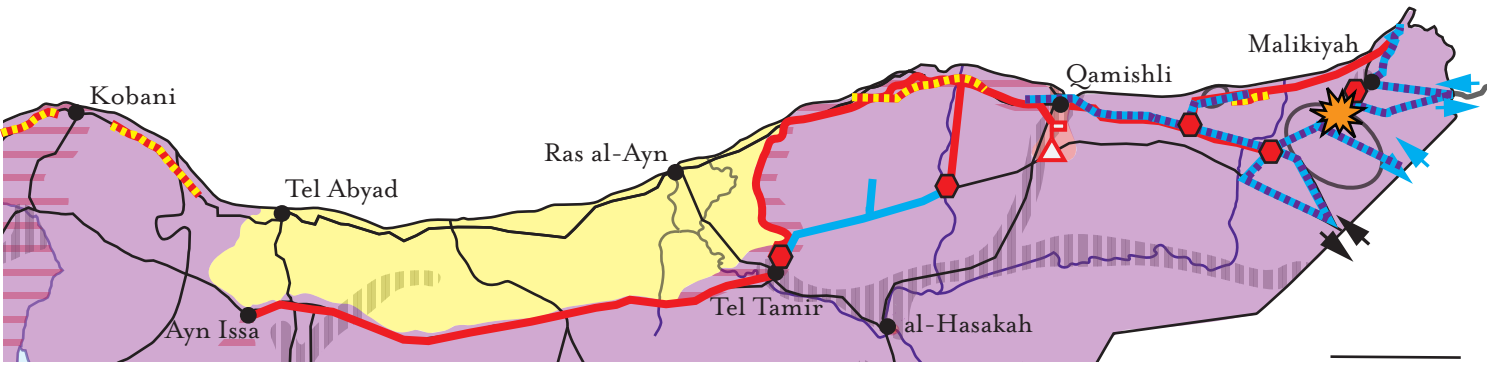 Malikiyah
Qamishli
Kobani
Ras al-Ayn
Tel Abyad
Tel Tamir
Ayn Issa
al-Hasakah